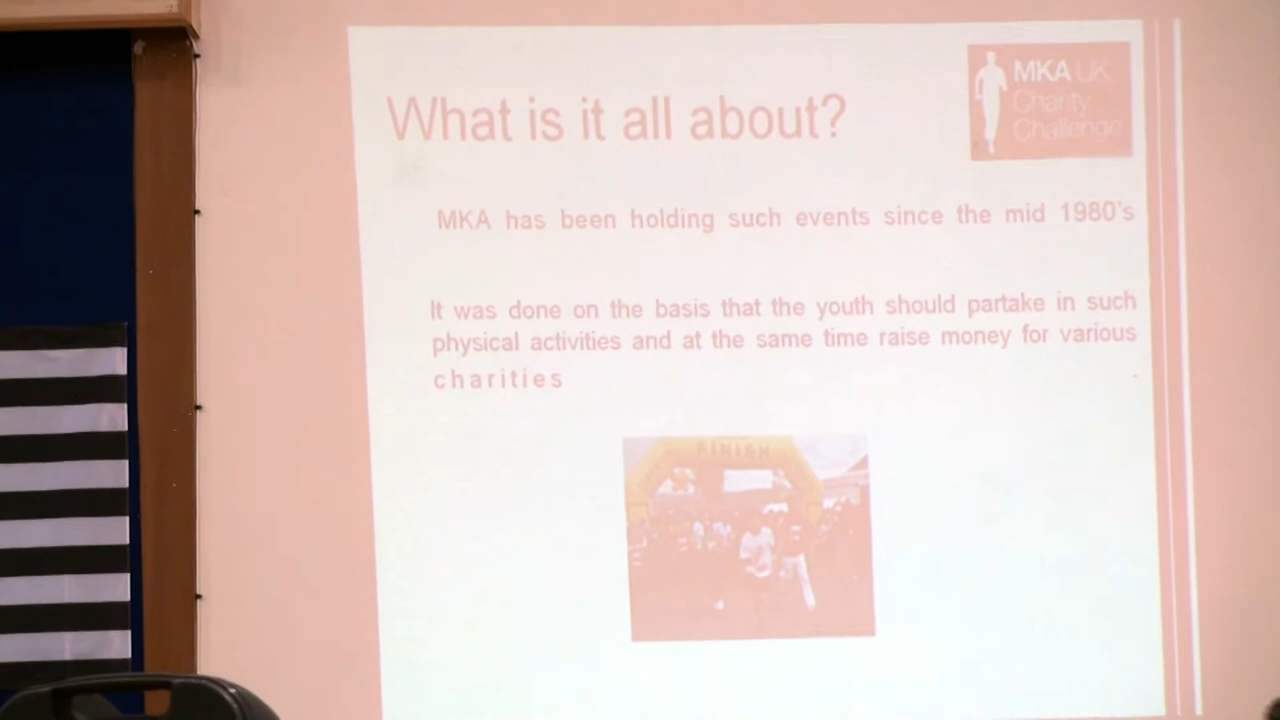 MKA UK
Charity
Challenge
What is it all about?
MKA has been holding such events since the mid 1980's
It was done on the basis that the youth should partake in such
physical activities and at the same time raise money for various
charities
FINISH